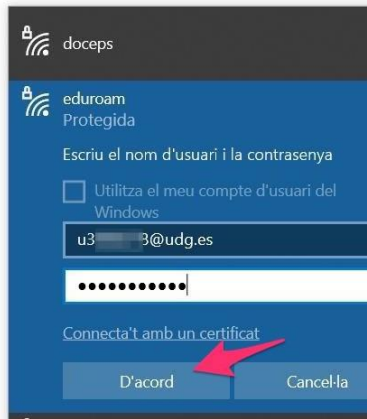 doceps
eduroam
Protegida
Escriu el nom d'usuari i la contrasenya
Utilitza el meu compte d'usuari del
Windows
u3 3@udg.es
●●●●●●●●●●●
Connecta't amb un certificat
D'acord
Cancel·la